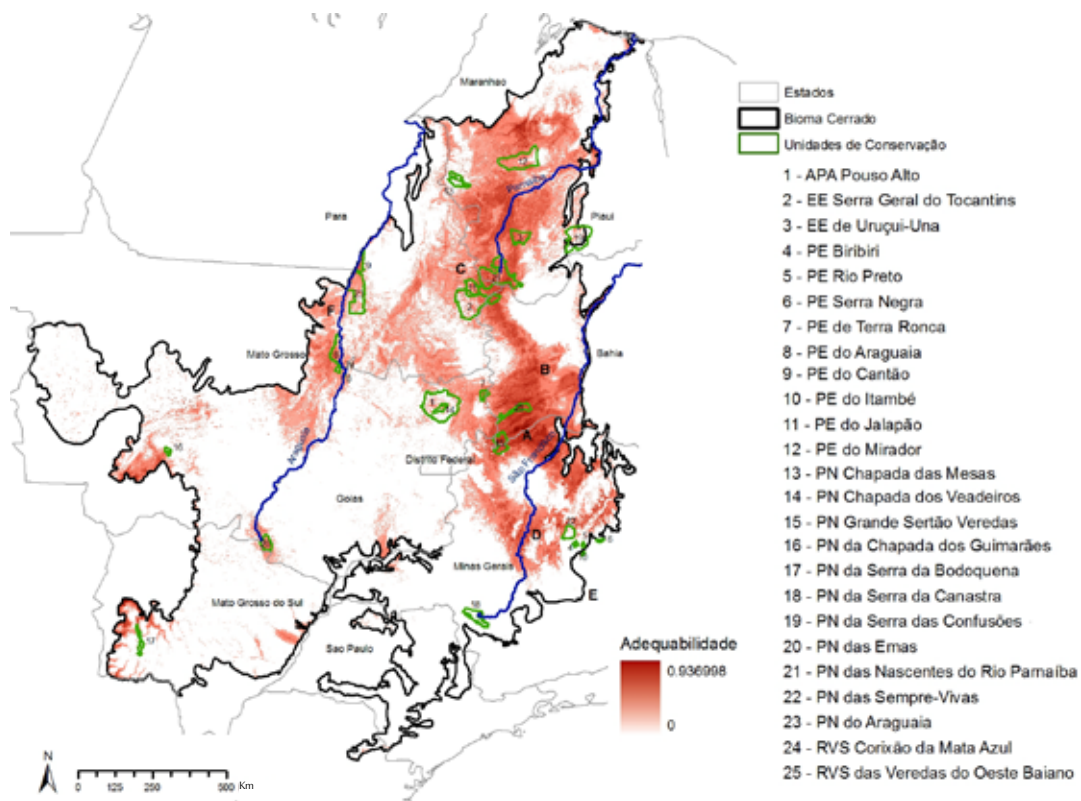 Maranhao
Estados
Bioma Cerrado
Unidades de Conservação
1 - APA Pouso Alto
2 - EE Serra Geral do Tocantins
3 - EE de Uruçui-Una
4 - PE Biribiri
5 - PE Rio Preto
6 - PE Serra Negra
7 - PE de Terra Ronca
8 - PE do Araguaia
9 - PE do Cantão
10 - PE do Itambé
11 - PE do Jalapão
12 - PE do Mirador
13 - PN Chapada das Mesas
14 - PN Chapada dos Veadeiros
15 - PN Grande Sertão Veredas
16 - PN da Chapada dos Guimarães
17 - PN da Serra da Bodoquena
18 - PN da Serra da Canastra
19 - PN da Serra das Confusões
20 - PN das Emas
21 - PN das Nascentes do Rio Parnaíba
22 - PN das Sempre-Vivas
23 - PN do Araguaia
24 - RVS Corixão da Mata Azul
25 - RVS das Veredas do Oeste Baiano
Parnaíba
Para
Piaui
C
9
F
Mato Grosso
Bahia
B
A
Distrito Federal
São Francisco
Araguaia
Goias
D
Minas Gerais
E
Mato Grosso do Sul
18
17
Sao Paulo
Adequabilidade
0.936998
0
N
0 125 250 500 Km